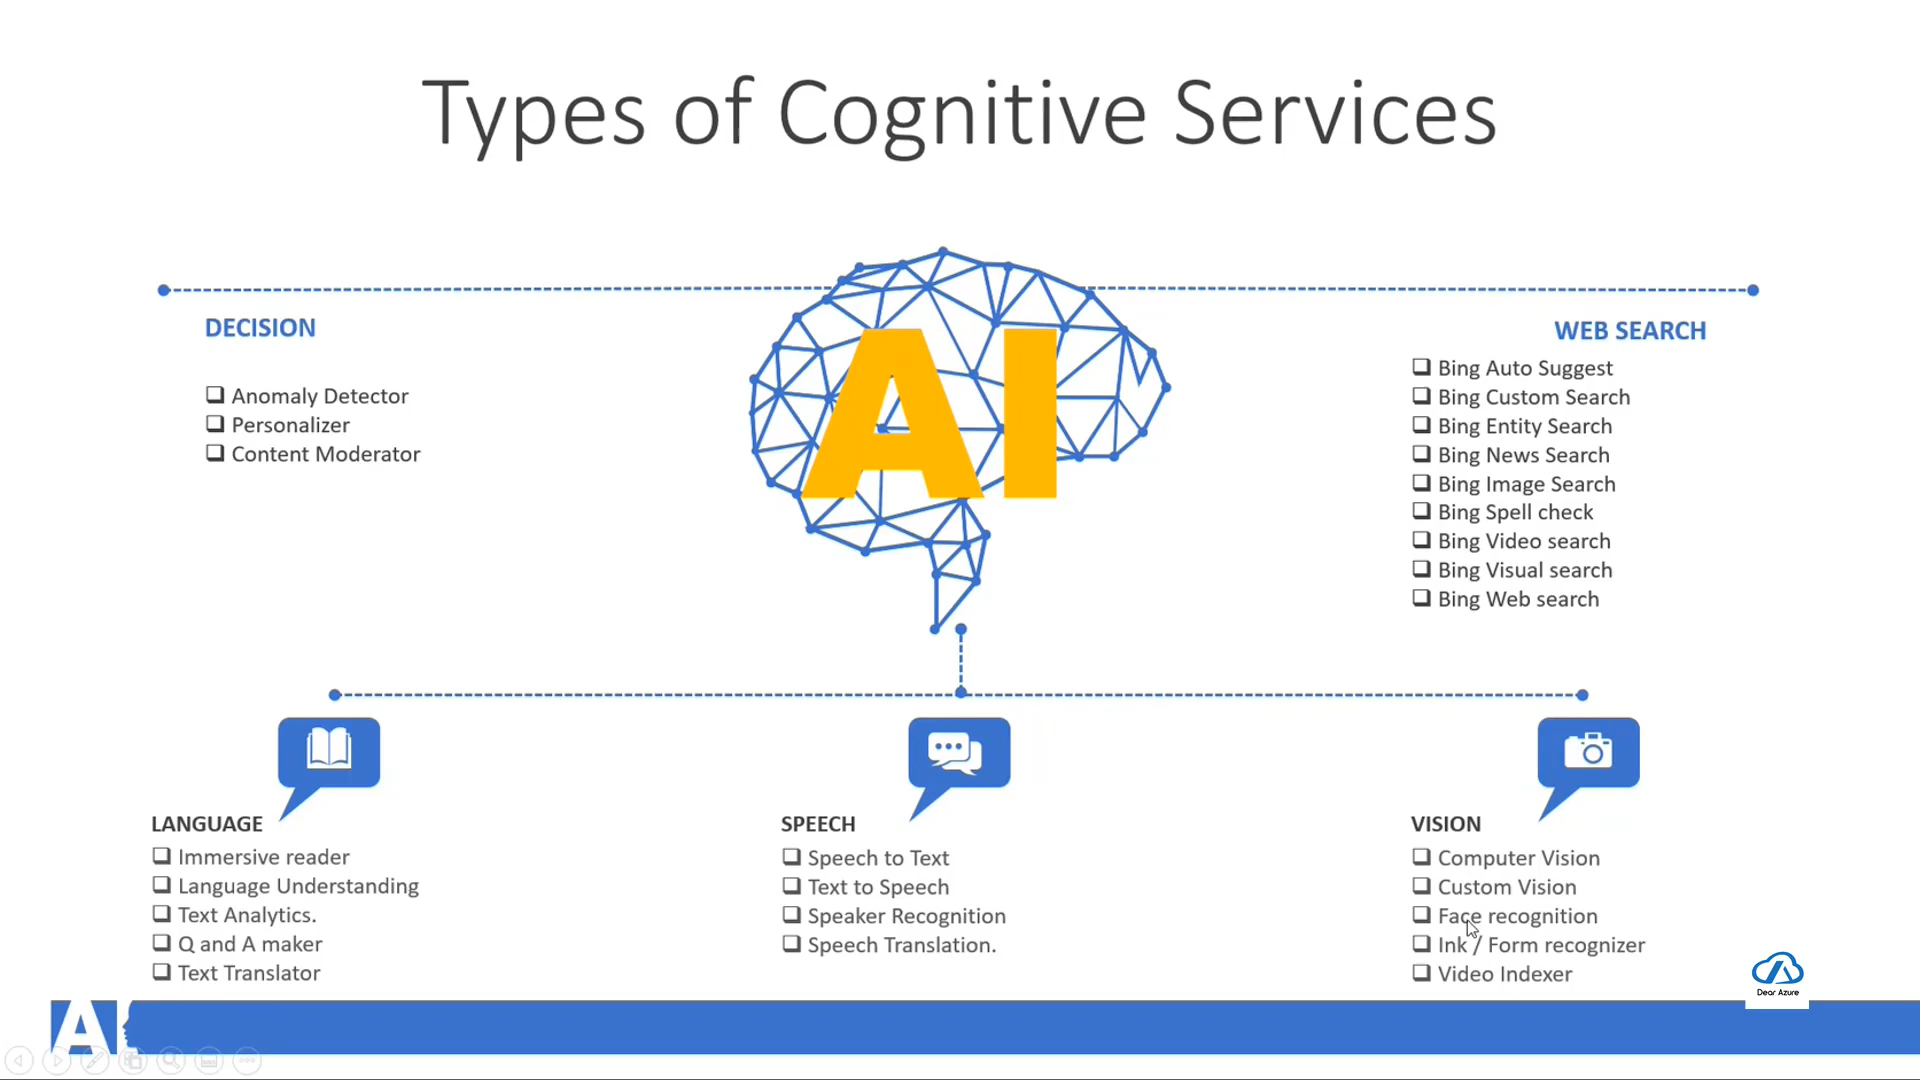 Types of Cognitive Services
AI
DECISION
Anomaly Detector
Personalizer
Content Moderator
WEB SEARCH
Bing Auto Suggest
Bing Custom Search
Bing Entity Search
Bing News Search
Bing Image Search
Bing Spell check
Bing Video search
Bing Visual search
Bing Web search
LANGUAGE
Immersive reader
Language Understanding
Text Analytics.
Q and A maker
Text Translator
SPEECH
Speech to Text
Text to Speech
Speaker Recognition
Speech Translation.
VISION
Computer Vision
Custom Vision
Face recognition
Ink / Form recognizer
Video Indexer
Dear Azure
AI